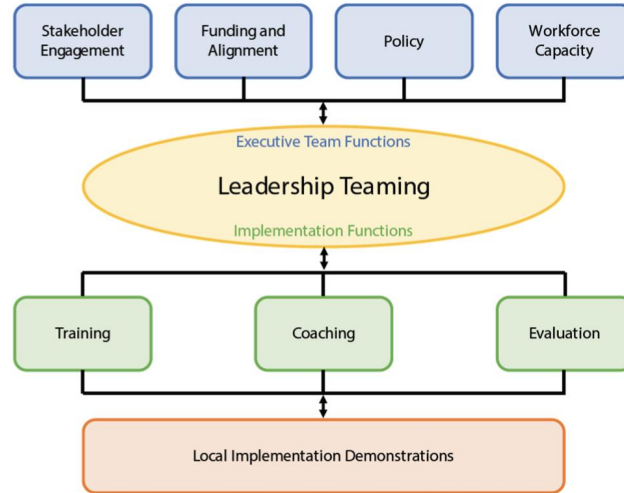 Stakeholder
Engagement
Funding and
Alignment
Policy
Workforce
Capacity
Executive Team Functions
Leadership Teaming
Implementation Functions
Training
Coaching
Evaluation
Local Implementation Demonstrations